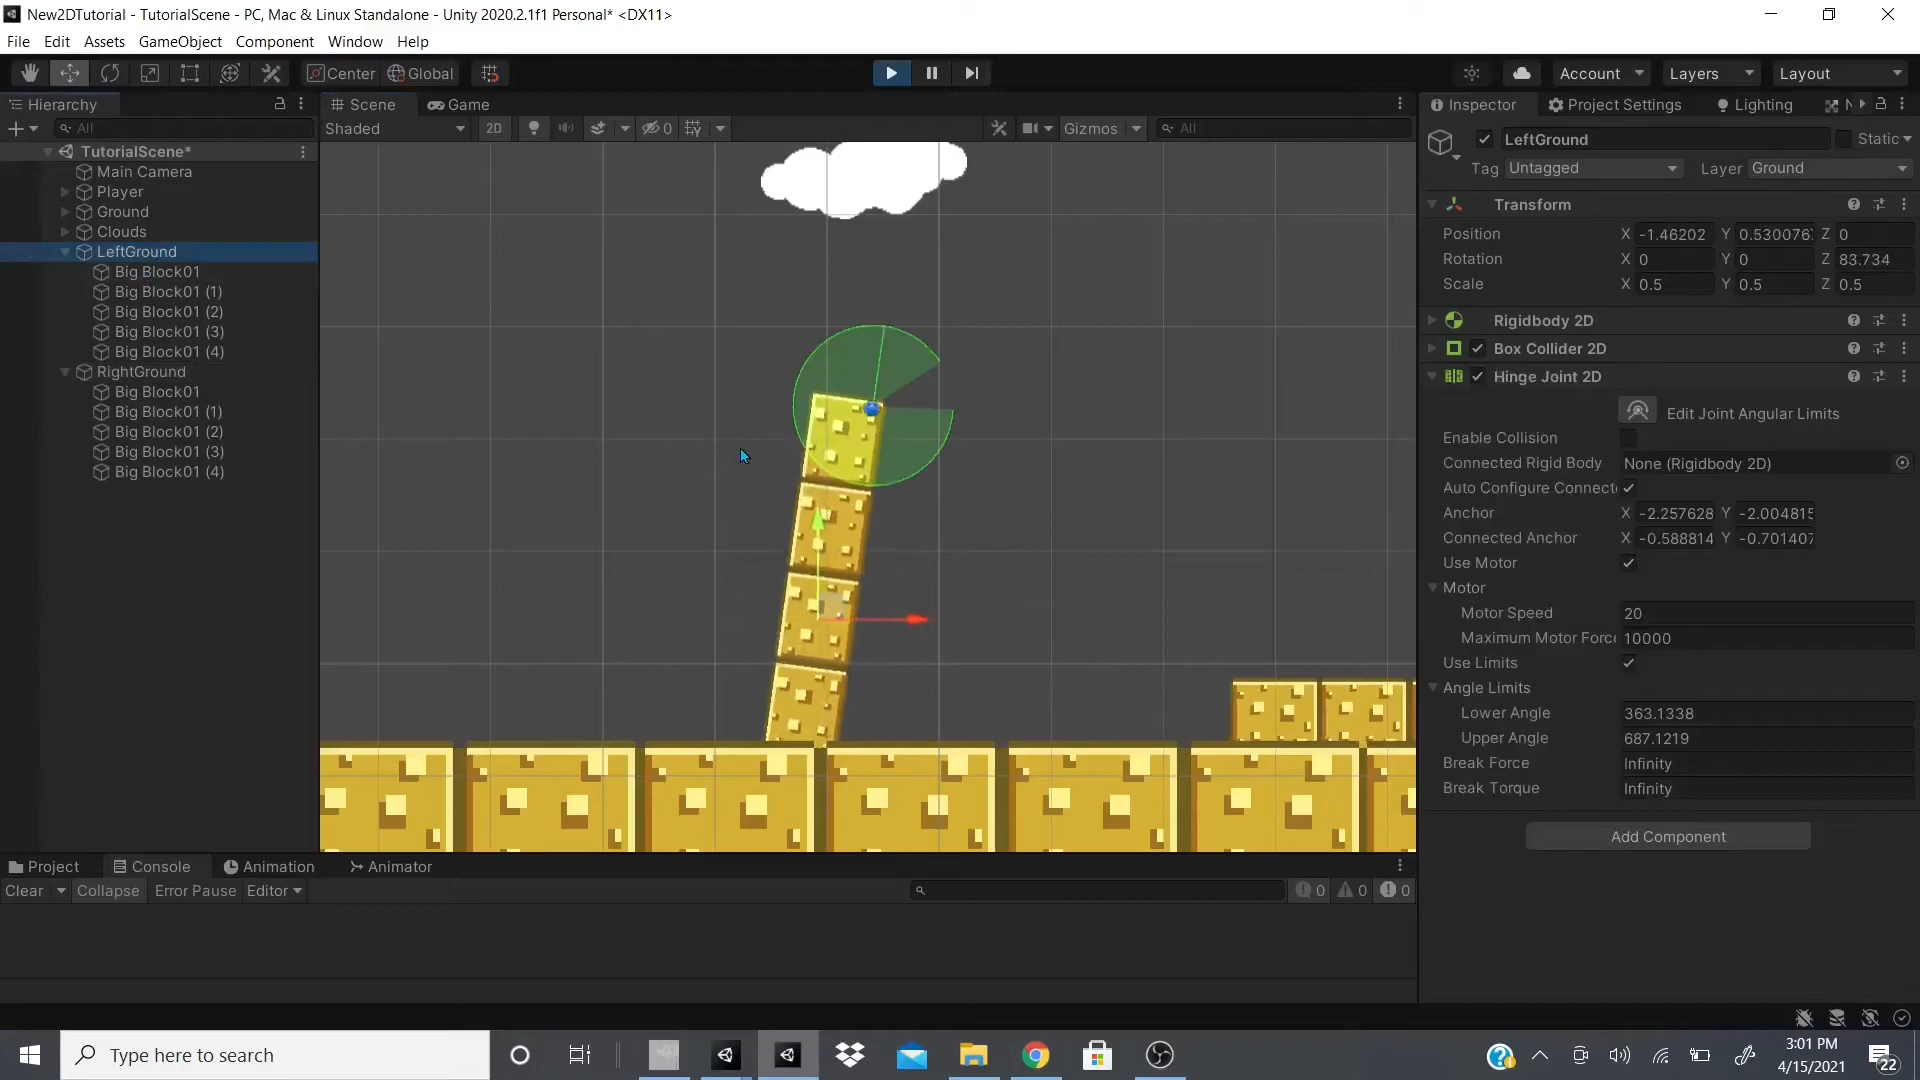 New2DTutorial - TutorialScene - PC, Mac & Linux Standalone - Unity 2020.2.1f1 Personal* <DX11>
File Edit Assets GameObject Component Window Help
Center Global Account Layers Layout
Hierarchy
All
TutorialScene*
Main Camera
Player
Ground
Clouds
LeftGround
Big Block01
Big Block01 (1)
Big Block01 (2)
Big Block01 (3)
Big Block01 (4)
RightGround
Big Block01
Big Block01 (1)
Big Block01 (2)
Big Block01 (3)
Big Block01 (4)
Scene Game
Shaded 2D 0 Gizmos All
Inspector Project Settings Lighting N
LeftGround Static
Tag Untagged Layer Ground
Transform
Position X -1.46202 Y 0.530076 Z 0
Rotation X 0 Y 0 Z 83.734
Scale X 0.5 Y 0.5 Z 0.5
Rigidbody 2D
Box Collider 2D
Hinge Joint 2D
Edit Joint Angular Limits
Enable Collision
Connected Rigid Body None (Rigidbody 2D)
Auto Configure Connect
Anchor X -2.257628 Y -2.004815
Connected Anchor X -0.588814 Y -0.701407
Use Motor
Motor
Motor Speed 20
Maximum Motor Force 10000
Use Limits
Angle Limits
Lower Angle 363.1338
Upper Angle 687.1219
Break Force Infinity
Break Torque Infinity
Add Component
Project Console Animation Animator
Clear Collapse Error Pause Editor 0 0 0
Type here to search
3:01 PM
4/15/2021
22